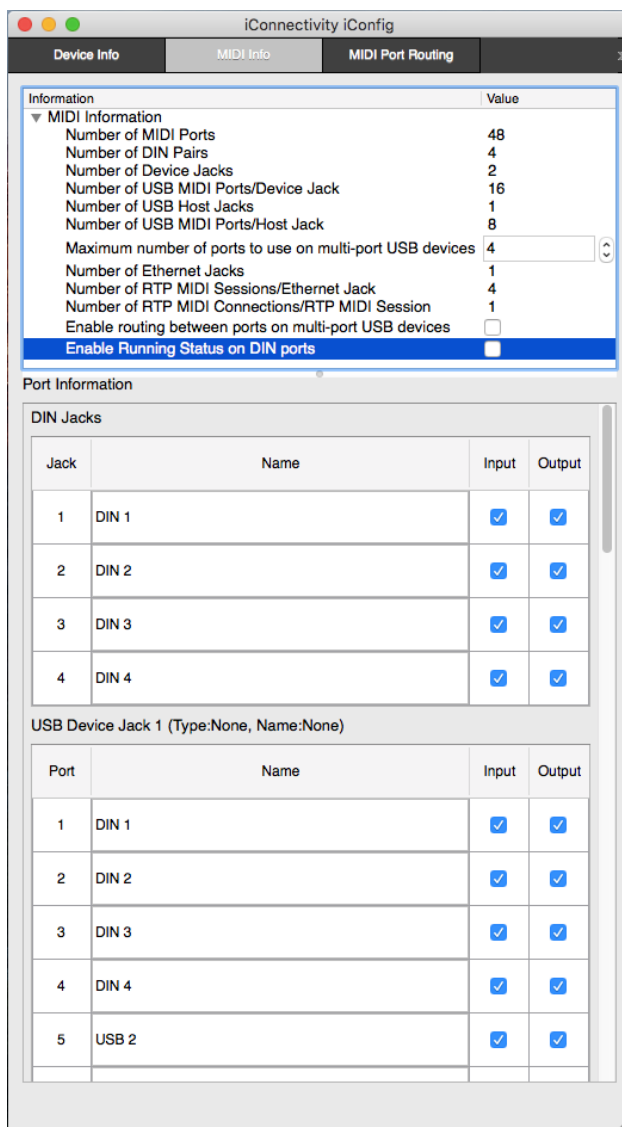 iConnectivity iConfig
Device Info MIDI Info MIDI Port Routing
Information Value
MIDI Information
Number of MIDI Ports 48
Number of DIN Pairs 4
Number of Device Jacks 2
Number of USB MIDI Ports/Device Jack 16
Number of USB Host Jacks 1
Number of USB MIDI Ports/Host Jack 8
Maximum number of ports to use on multi-port USB devices 4
Number of Ethernet Jacks 1
Number of RTP MIDI Sessions/Ethernet Jack 4
Number of RTP MIDI Connections/RTP MIDI Session 1
Enable routing between ports on multi-port USB devices
Enable Running Status on DIN ports
Port Information
DIN Jacks
Jack Name Input Output
1 DIN 1
2 DIN 2
3 DIN 3
4 DIN 4
USB Device Jack 1 (Type:None, Name:None)
Port Name Input Output
1 DIN 1
2 DIN 2
3 DIN 3
4 DIN 4
5 USB 2